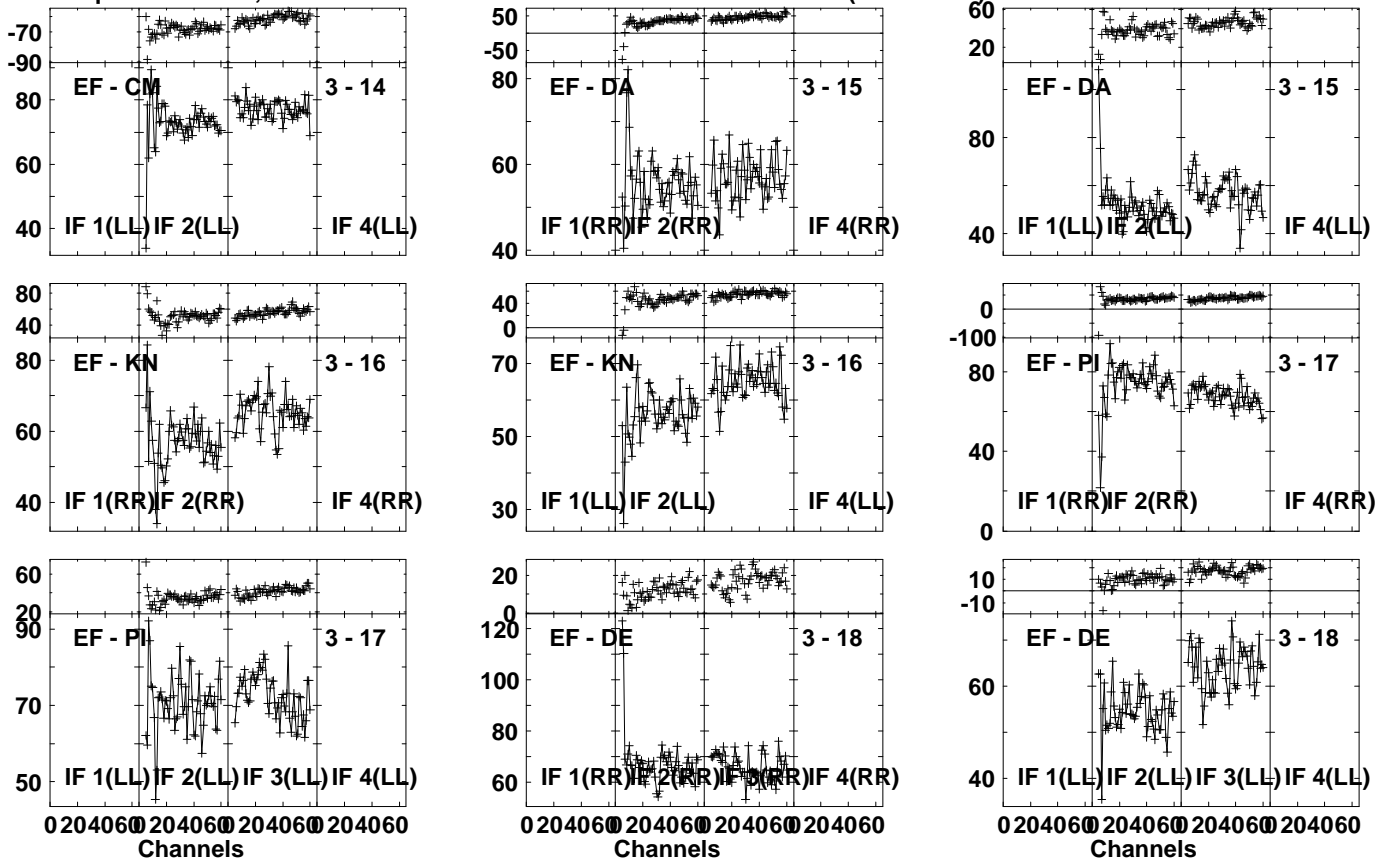 -70
-90
EF - CM 3 - 14
80
60
40
IF 1(LL) IF 2(LL) IF 4(LL)
50
-50
EF - DA 3 - 15
80
60
40
IF 1(RR) IF 2(RR) IF 4(RR)
60
20
EF - DA 3 - 15
80
40
IF 1(LL) IF 2(LL) IF 4(LL)
80
40
EF - KN 3 - 16
80
60
40
IF 1(RR) IF 2(RR) IF 4(RR)
40
0
EF - KN 3 - 16
70
50
30
IF 1(LL) IF 2(LL) IF 4(LL)
0
-100
EF - PI 3 - 17
80
40
0
IF 1(RR) IF 2(RR) IF 4(RR)
60
20
EF - PI 3 - 17
90
70
50
IF 1(LL) IF 2(LL) IF 3(LL) IF 4(LL)
0 204060 0 204060 0 204060 0 204060
Channels
20
0
EF - DE 3 - 18
120
100
80
60
IF 1(RR) IF 2(RR) IF 3(RR) IF 4(RR)
0 204060 0 204060 0 204060 0 204060
Channels
10
-10
EF - DE 3 - 18
60
40
IF 1(LL) IF 2(LL) IF 3(LL) IF 4(LL)
0 204060 0 204060 0 204060 0 204060
Channels